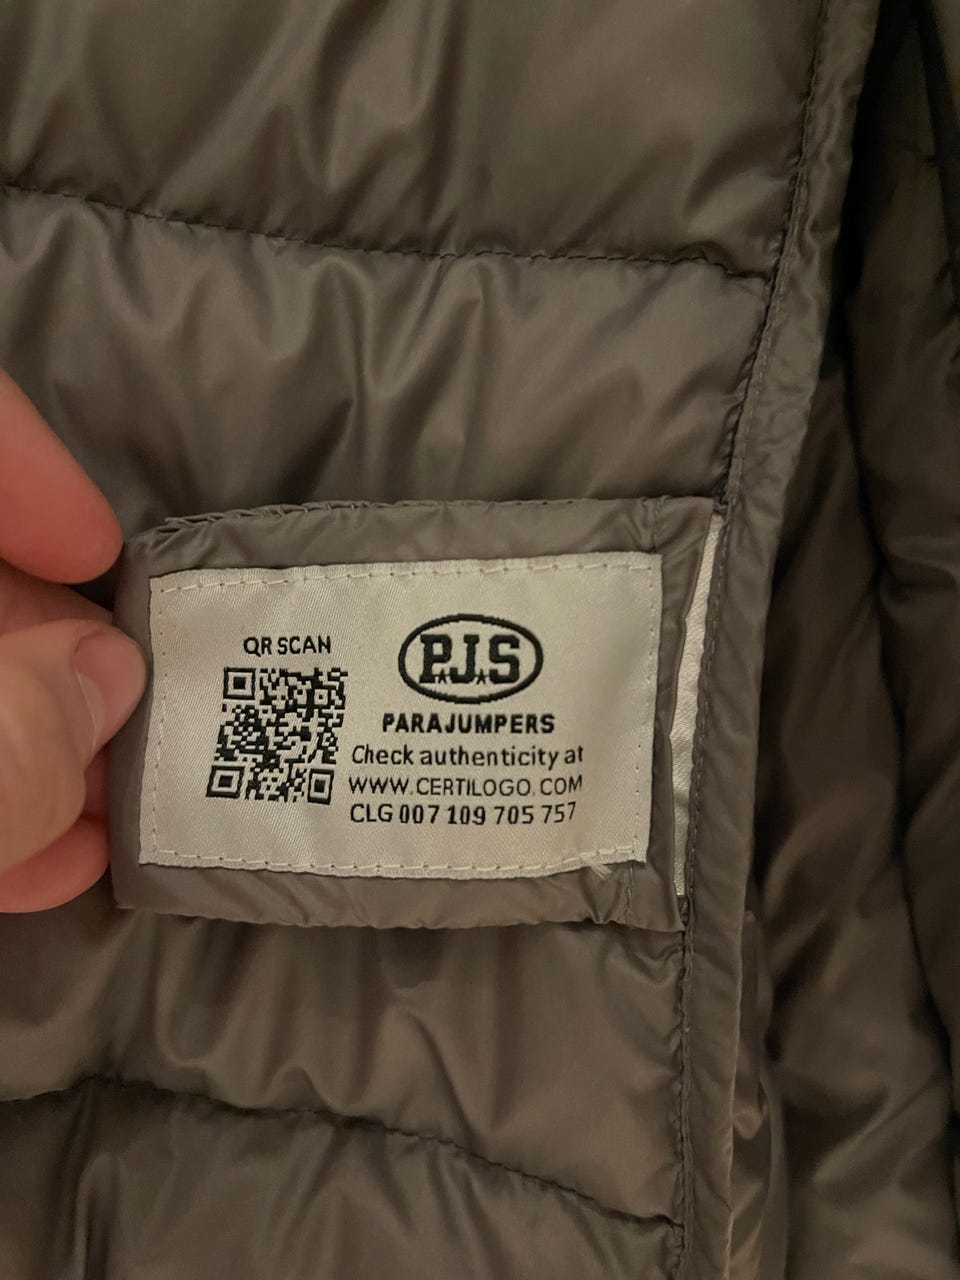 QR SCAN
P.J.S
PARAJUMPERS
Check authenticity at
WWW.CERTILOGO.COM
CLG 007 109 705 757